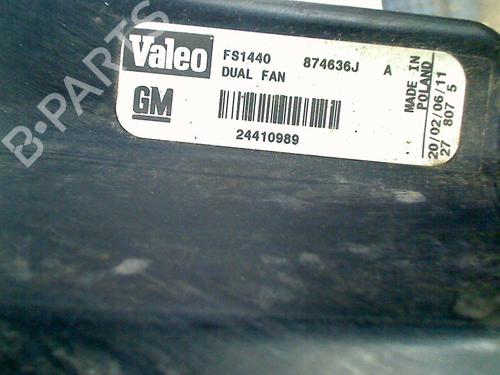 Valeo FS1440 874636J A
DUAL FAN
GM
24410989
MADE IN
POLAND
20/02/06/11
27 807 5
B-PARTS